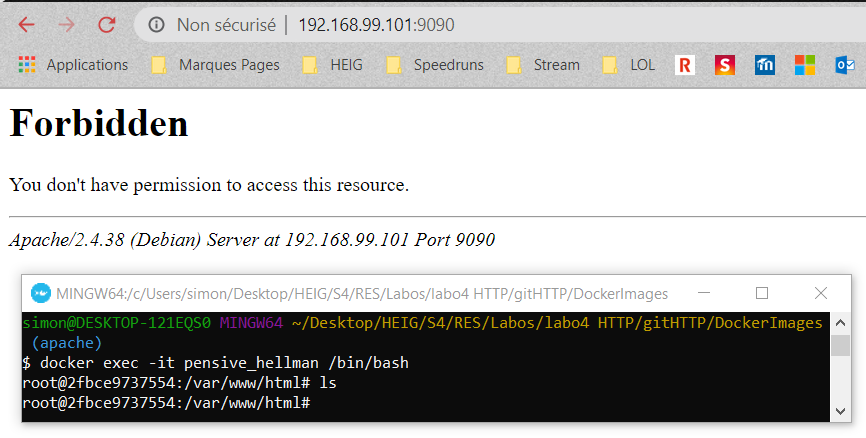 Non sécurisé | 192.168.99.101:9090
Applications Marques Pages HEIG Speedruns Stream LOL R S m O
Forbidden
You don't have permission to access this resource.
Apache/2.4.38 (Debian) Server at 192.168.99.101 Port 9090
MINGW64:/c/Users/simon/Desktop/HEIG/S4/RES/Labos/labo4 HTTP/gitHTTP/DockerImages
simon@DESKTOP-121EQS0 MINGW64 ~/Desktop/HEIG/S4/RES/Labos/labo4 HTTP/gitHTTP/DockerImages
(apache)
$ docker exec -it pensive_hellman /bin/bash
root@2fbce9737554:/var/www/html# ls
root@2fbce9737554:/var/www/html#